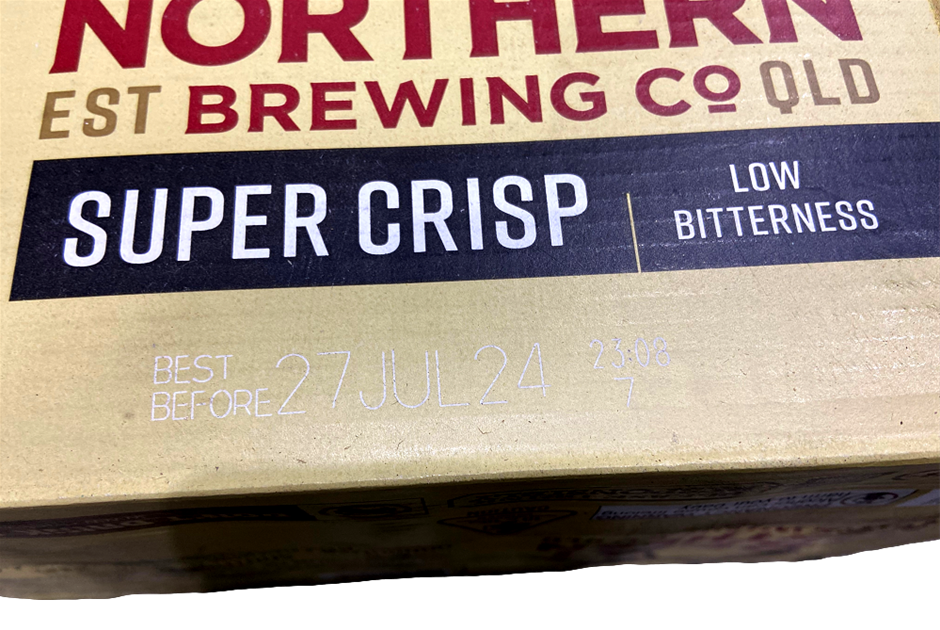 NORTHERN
EST BREWING CO QLD
SUPER CRISP
LOW
BITTERNESS
BEST
BEFORE 27JUL24
23:08
7